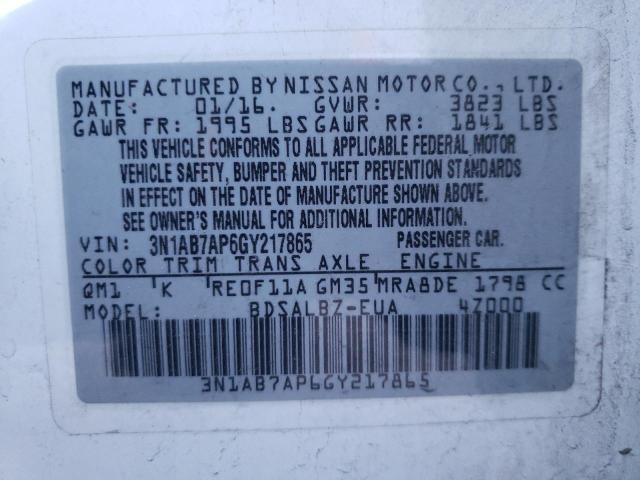 MANUFACTURED BY NISSAN MOTOR CO., LTD.
DATE: 01/16. GVWR: 3823 LBS
GAWR FR: 1995 LBS GAWR RR: 1841 LBS
THIS VEHICLE CONFORMS TO ALL APPLICABLE FEDERAL MOTOR
VEHICLE SAFETY, BUMPER AND THEFT PREVENTION STANDARDS
IN EFFECT ON THE DATE OF MANUFACTURE SHOWN ABOVE.
SEE OWNER'S MANUAL FOR ADDITIONAL INFORMATION.
VIN: 3N1AB7AP6GY217865 PASSENGER CAR.
COLOR TRIM TRANS AXLE ENGINE
QM1 K RE0F11A GM35 MRA8DE 1798 CC
MODEL: BDSALBZ-EUA 4Z000
3N1AB7AP6GY217865